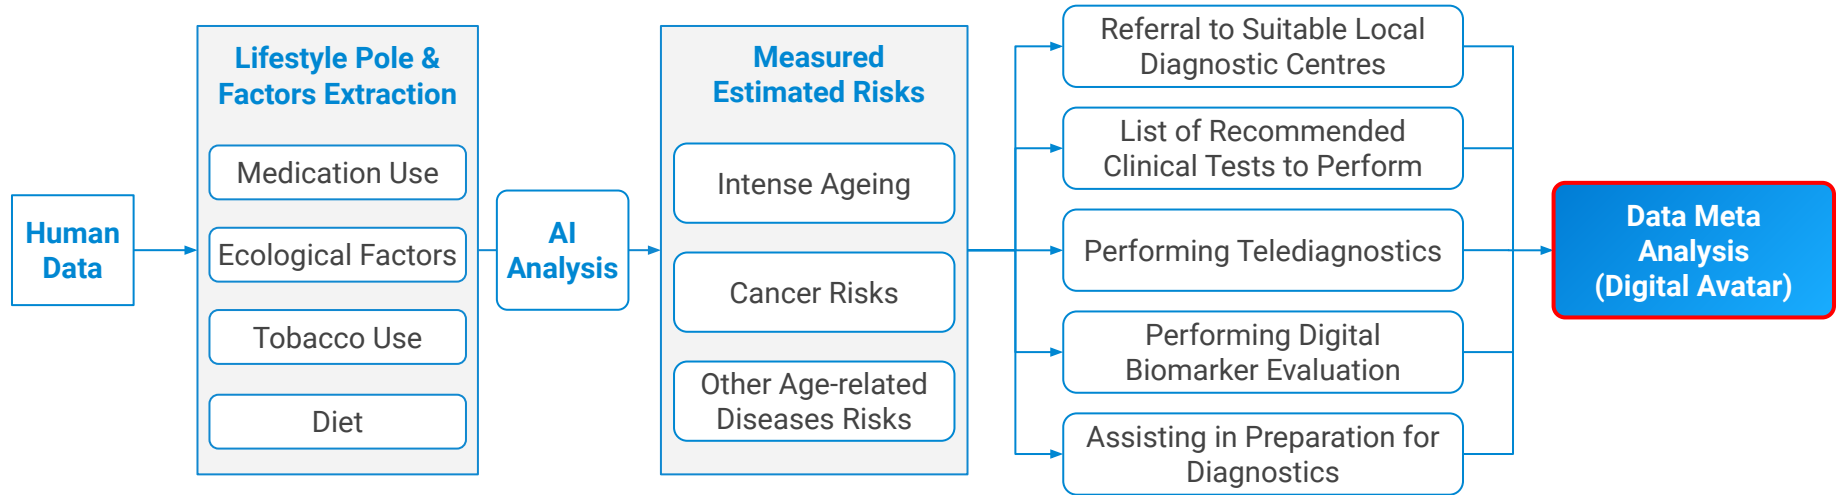 Human
Data
Lifestyle Pole &
Factors Extraction
Medication Use
Ecological Factors
Tobacco Use
Diet
AI
Analysis
Measured
Estimated Risks
Intense Ageing
Cancer Risks
Other Age-related
Diseases Risks
Referral to Suitable Local
Diagnostic Centres
List of Recommended
Clinical Tests to Perform
Performing Telediagnostics
Performing Digital
Biomarker Evaluation
Assisting in Preparation for
Diagnostics
Data Meta
Analysis
(Digital Avatar)